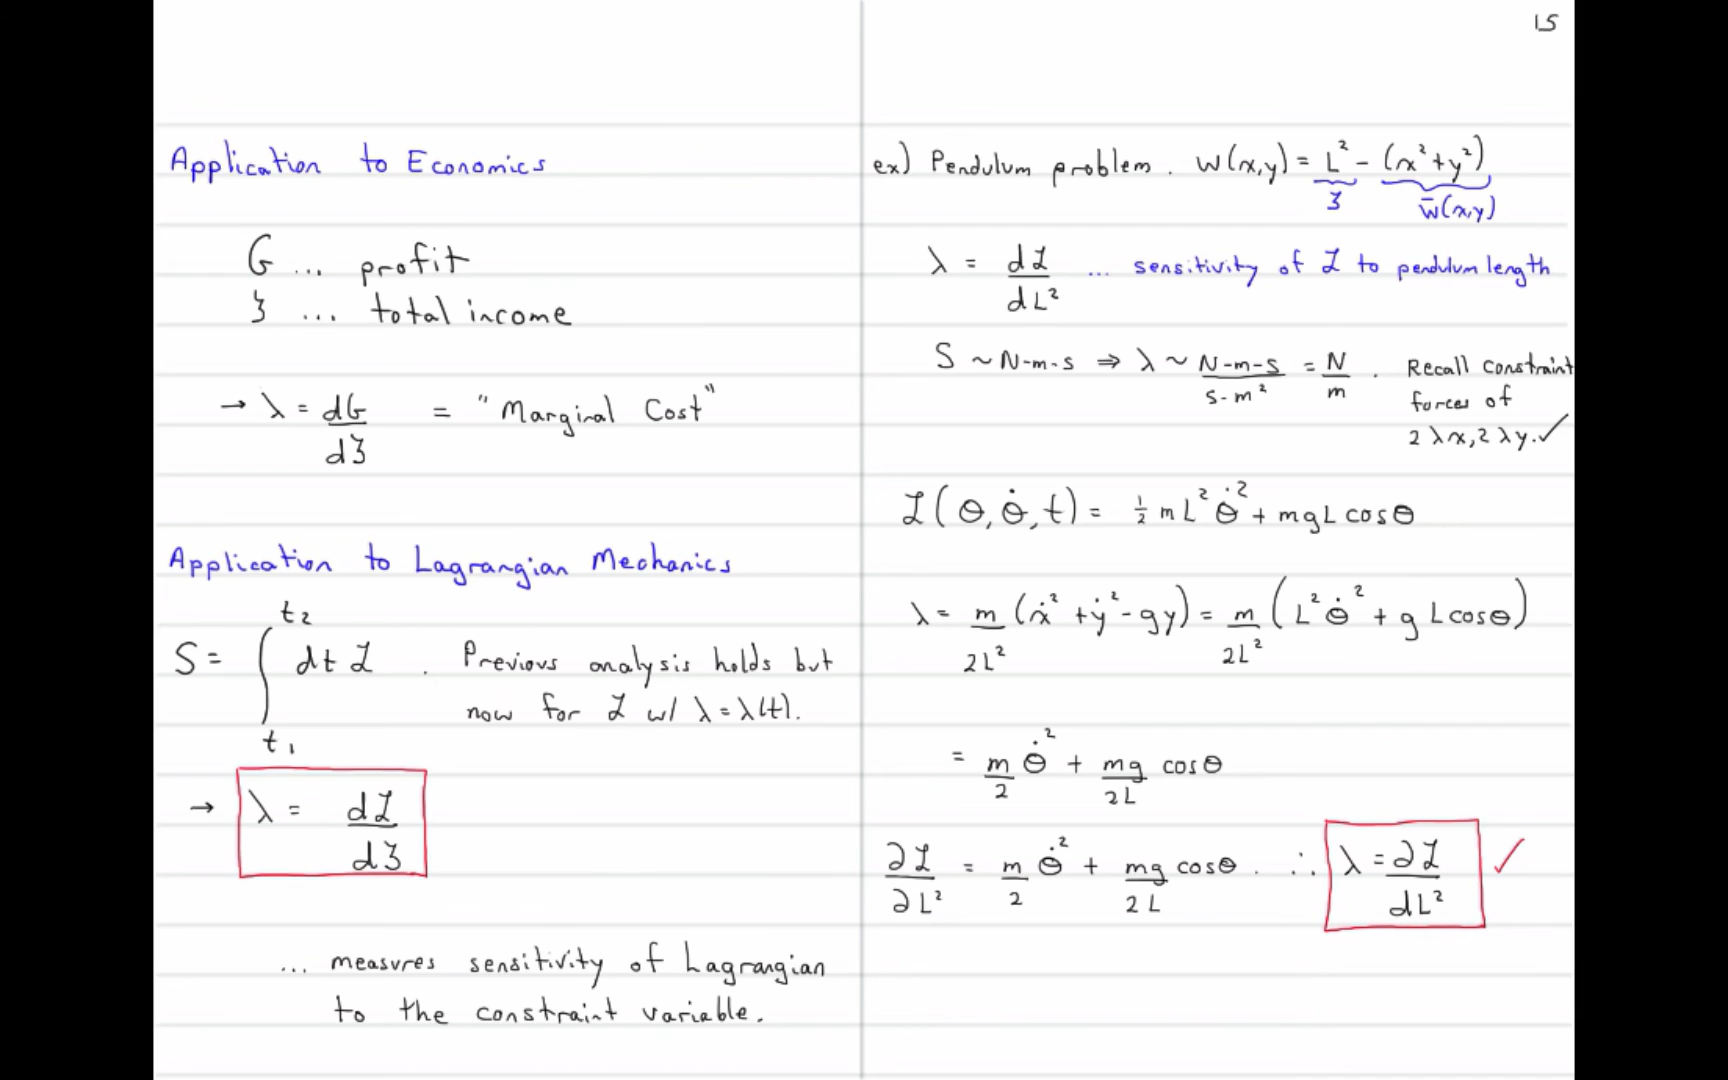 15
Application to Economics
G ... profit
ξ ... total income
→ λ = dG/dξ = "Marginal Cost"
Application to Lagrangian Mechanics
S = ∫_{t₁}^{t₂} dt ℒ . Previous analysis holds but
now for ℒ w/ λ = λ(t).
→ λ = dℒ/dξ
... measures sensitivity of Lagrangian
to the constraint variable.
ex) Pendulum problem. w(x,y) = L² - (x² + y²)
ξ w̄(x,y)
λ = dℒ/dL² ... sensitivity of ℒ to pendulum length
S ~ N-m-s ⇒ λ ~ N-m-s/s·m² = N/m . Recall constraint
forces of
2λx, 2λy. ✓
ℒ(θ, θ̇, t) = ½ mL² θ̇² + mgL cosθ
λ = m/2L² (ẋ² + ẏ² - gy) = m/2L² (L² θ̇² + gL cosθ)
= m/2 θ̇² + mg/2L cosθ
∂ℒ/∂L² = m/2 θ̇² + mg/2L cosθ . ∴ λ = ∂ℒ/dL² ✓